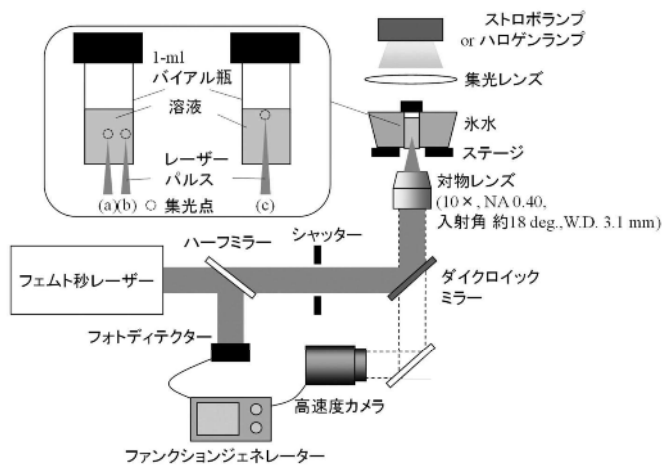 ストロボランプ
or ハロゲンランプ
集光レンズ
氷水
ステージ
対物レンズ
(10×, NA 0.40,
入射角 約18 deg.,W.D. 3.1 mm)
1-ml
バイアル瓶
溶液
レーザー
パルス
(a)(b)
集光点
(c)
ハーフミラー
シャッター
フェムト秒レーザー
ダイクロイック
ミラー
フォトディテクター
高速度カメラ
ファンクションジェネレーター